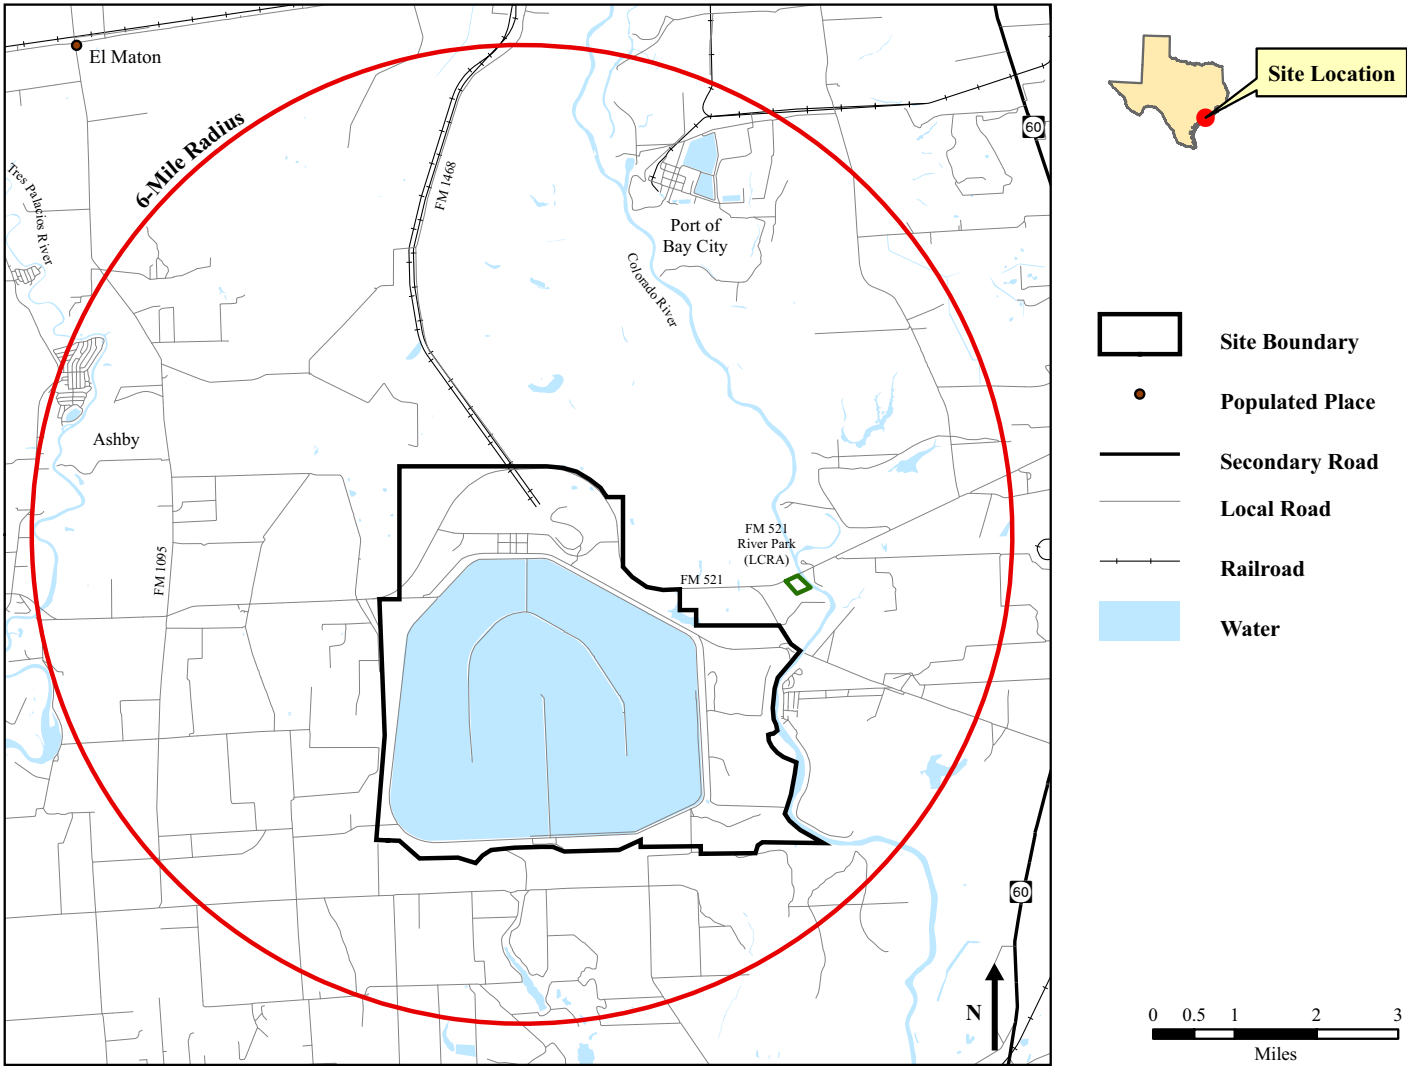 El Maton
6-Mile Radius
Tres Palacios River
FM 1468
60
Site Location
Port of
Bay City
Colorado River
Site Boundary
Populated Place
Ashby
Secondary Road
Local Road
FM 521
River Park
(LCRA)
FM 1095
FM 521
Railroad
Water
60
N
0 0.5 1 2 3
Miles